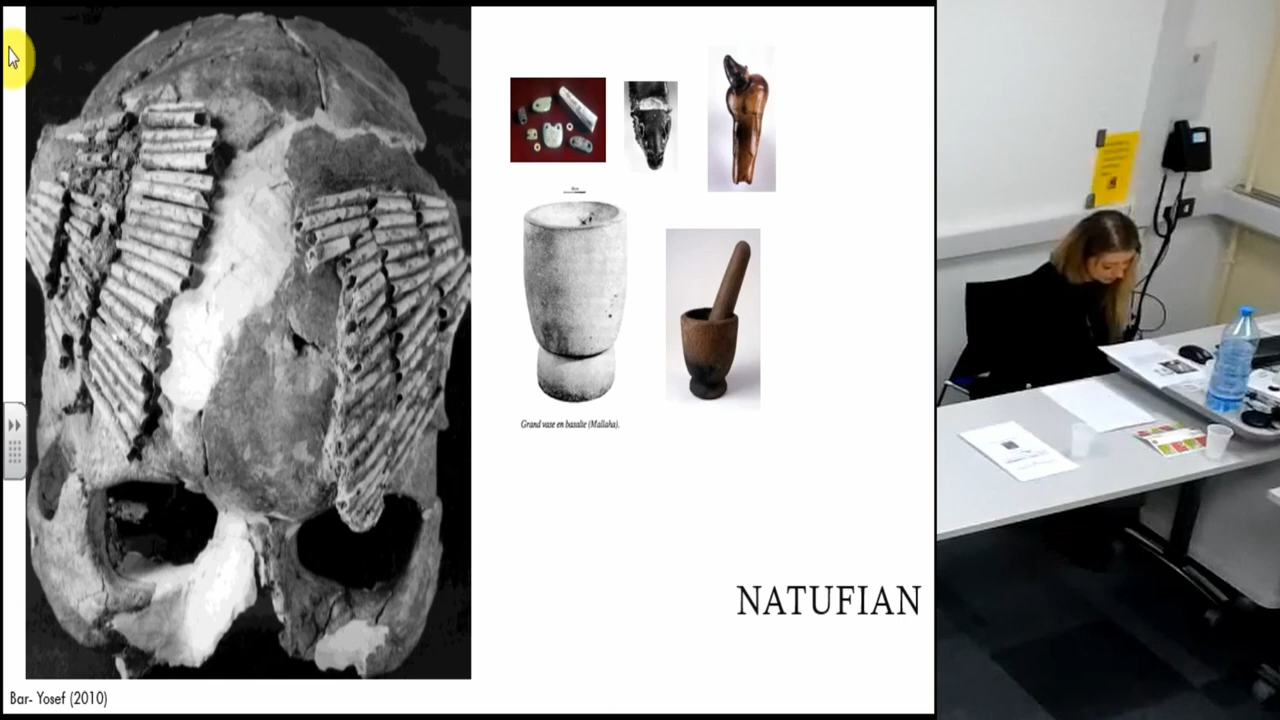 Grand vase en basalte (Mallaha).
NATUFIAN
Bar- Yosef (2010)